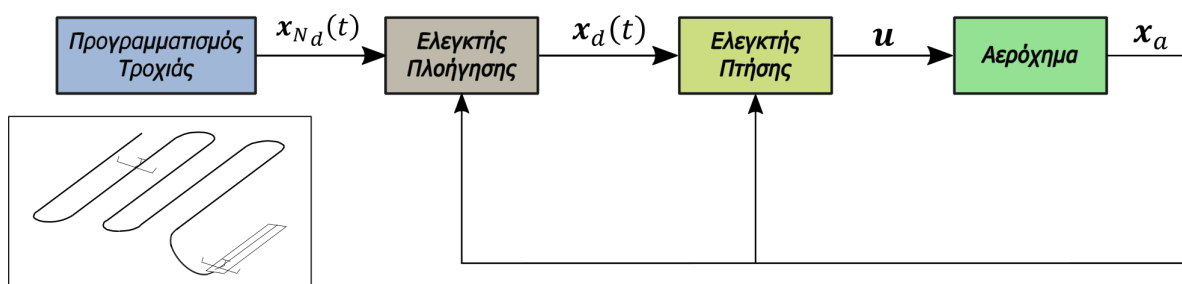 Προγραμματισμός
Τροχιάς
x_{N_d}(t)
Ελεγκτής
Πλοήγησης
x_d(t)
Ελεγκτής
Πτήσης
u
Αερόχημα
x_a